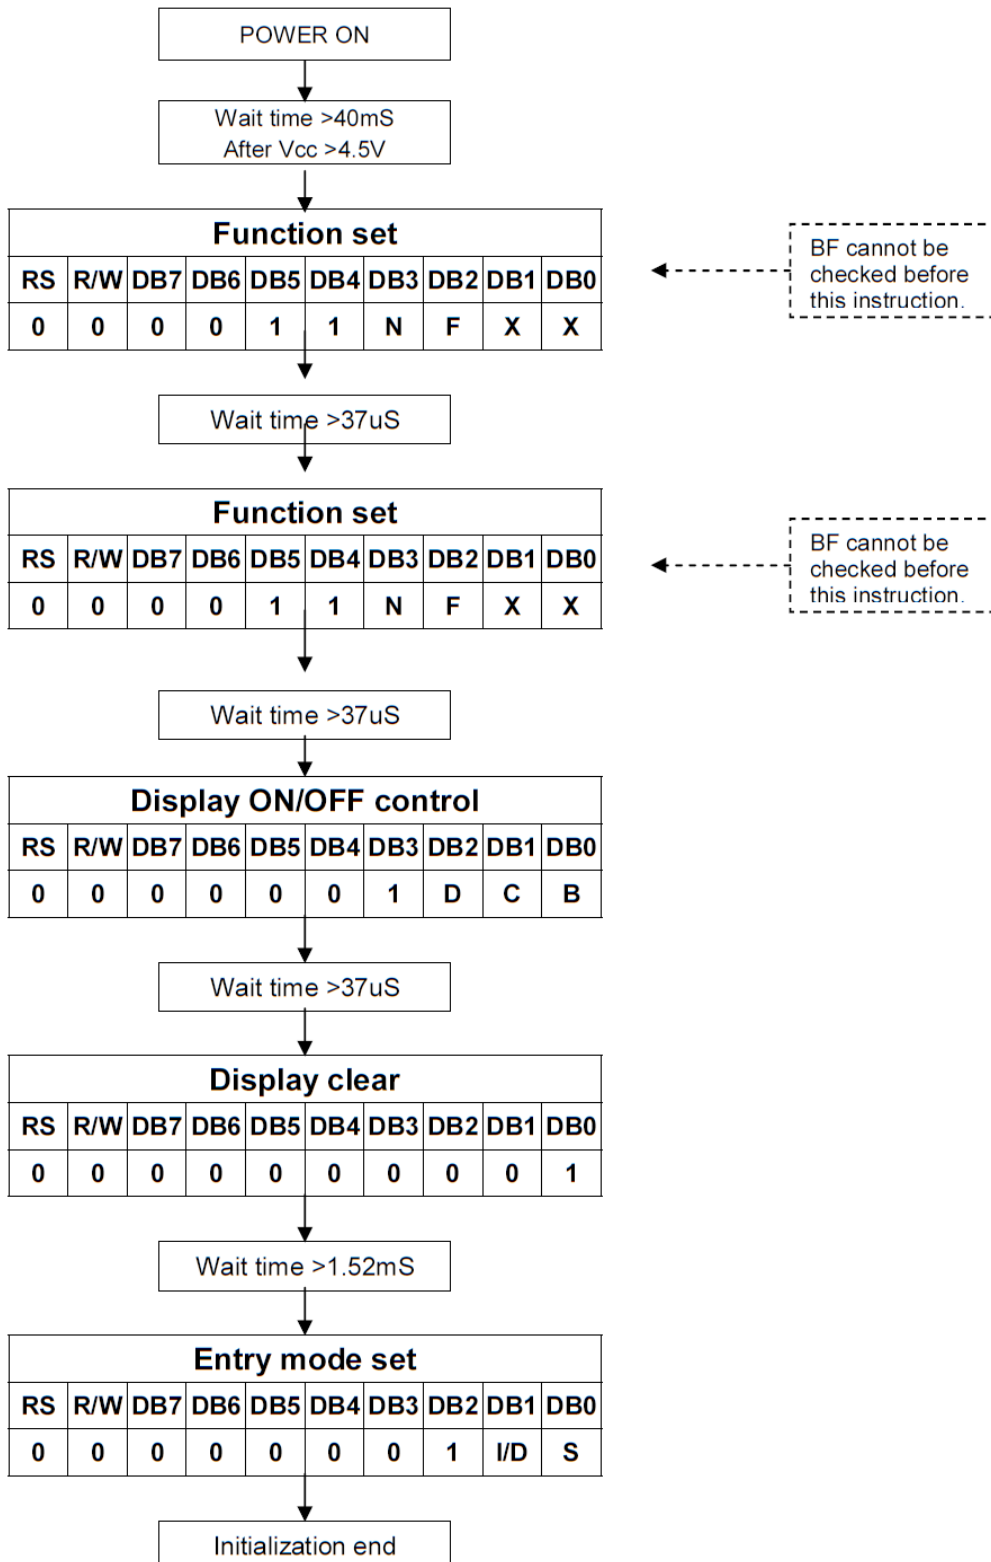 POWER ON
Wait time >40mS
After Vcc >4.5V
Function set
RS R/W DB7 DB6 DB5 DB4 DB3 DB2 DB1 DB0
0 0 0 0 1 1 N F X X
BF cannot be
checked before
this instruction.
Wait time >37uS
Function set
RS R/W DB7 DB6 DB5 DB4 DB3 DB2 DB1 DB0
0 0 0 0 1 1 N F X X
BF cannot be
checked before
this instruction.
Wait time >37uS
Display ON/OFF control
RS R/W DB7 DB6 DB5 DB4 DB3 DB2 DB1 DB0
0 0 0 0 0 0 1 D C B
Wait time >37uS
Display clear
RS R/W DB7 DB6 DB5 DB4 DB3 DB2 DB1 DB0
0 0 0 0 0 0 0 0 0 1
Wait time >1.52mS
Entry mode set
RS R/W DB7 DB6 DB5 DB4 DB3 DB2 DB1 DB0
0 0 0 0 0 0 0 1 I/D S
Initialization end